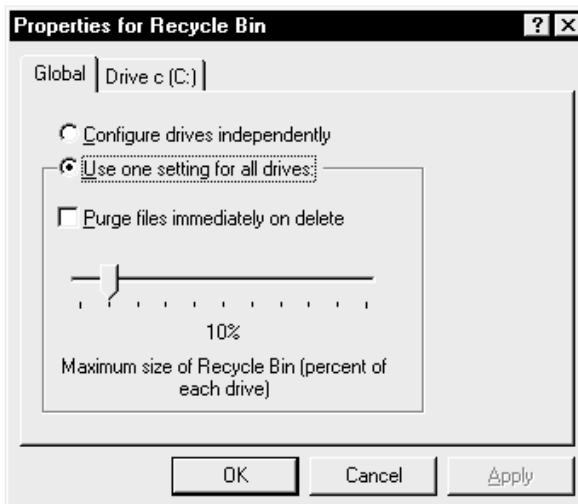 Properties for Recycle Bin
Global
Drive c (C:)
Configure drives independently
Use one setting for all drives:
Purge files immediately on delete
10%
Maximum size of Recycle Bin (percent of
each drive)
OK
Cancel
Apply